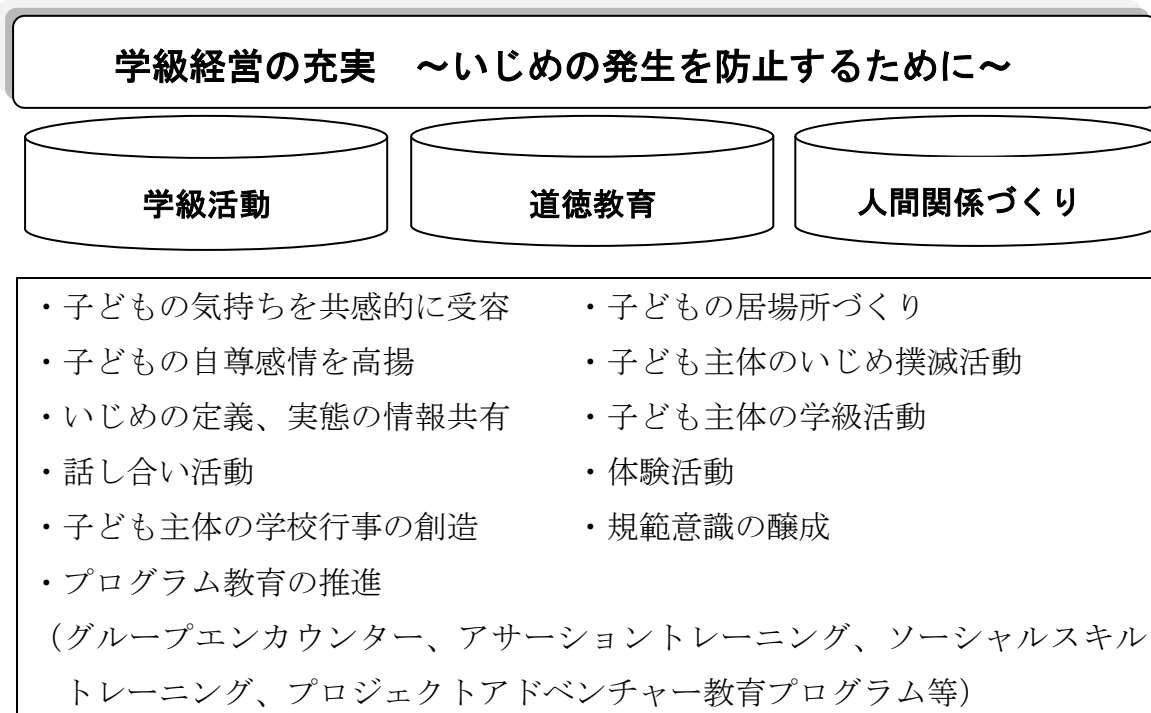 学級経営の充実　～いじめの発生を防止するために～
学級活動
道徳教育
人間関係づくり
・子どもの気持ちを共感的に受容　・子どもの居場所づくり
・子どもの自尊感情を高揚　・子ども主体のいじめ撲滅活動
・いじめの定義、実態の情報共有　・子ども主体の学級活動
・話し合い活動　・体験活動
・子ども主体の学校行事の創造　・規範意識の醸成
・プログラム教育の推進
（グループエンカウンター、アサーショントレーニング、ソーシャルスキル
トレーニング、プロジェクトアドベンチャー教育プログラム等）